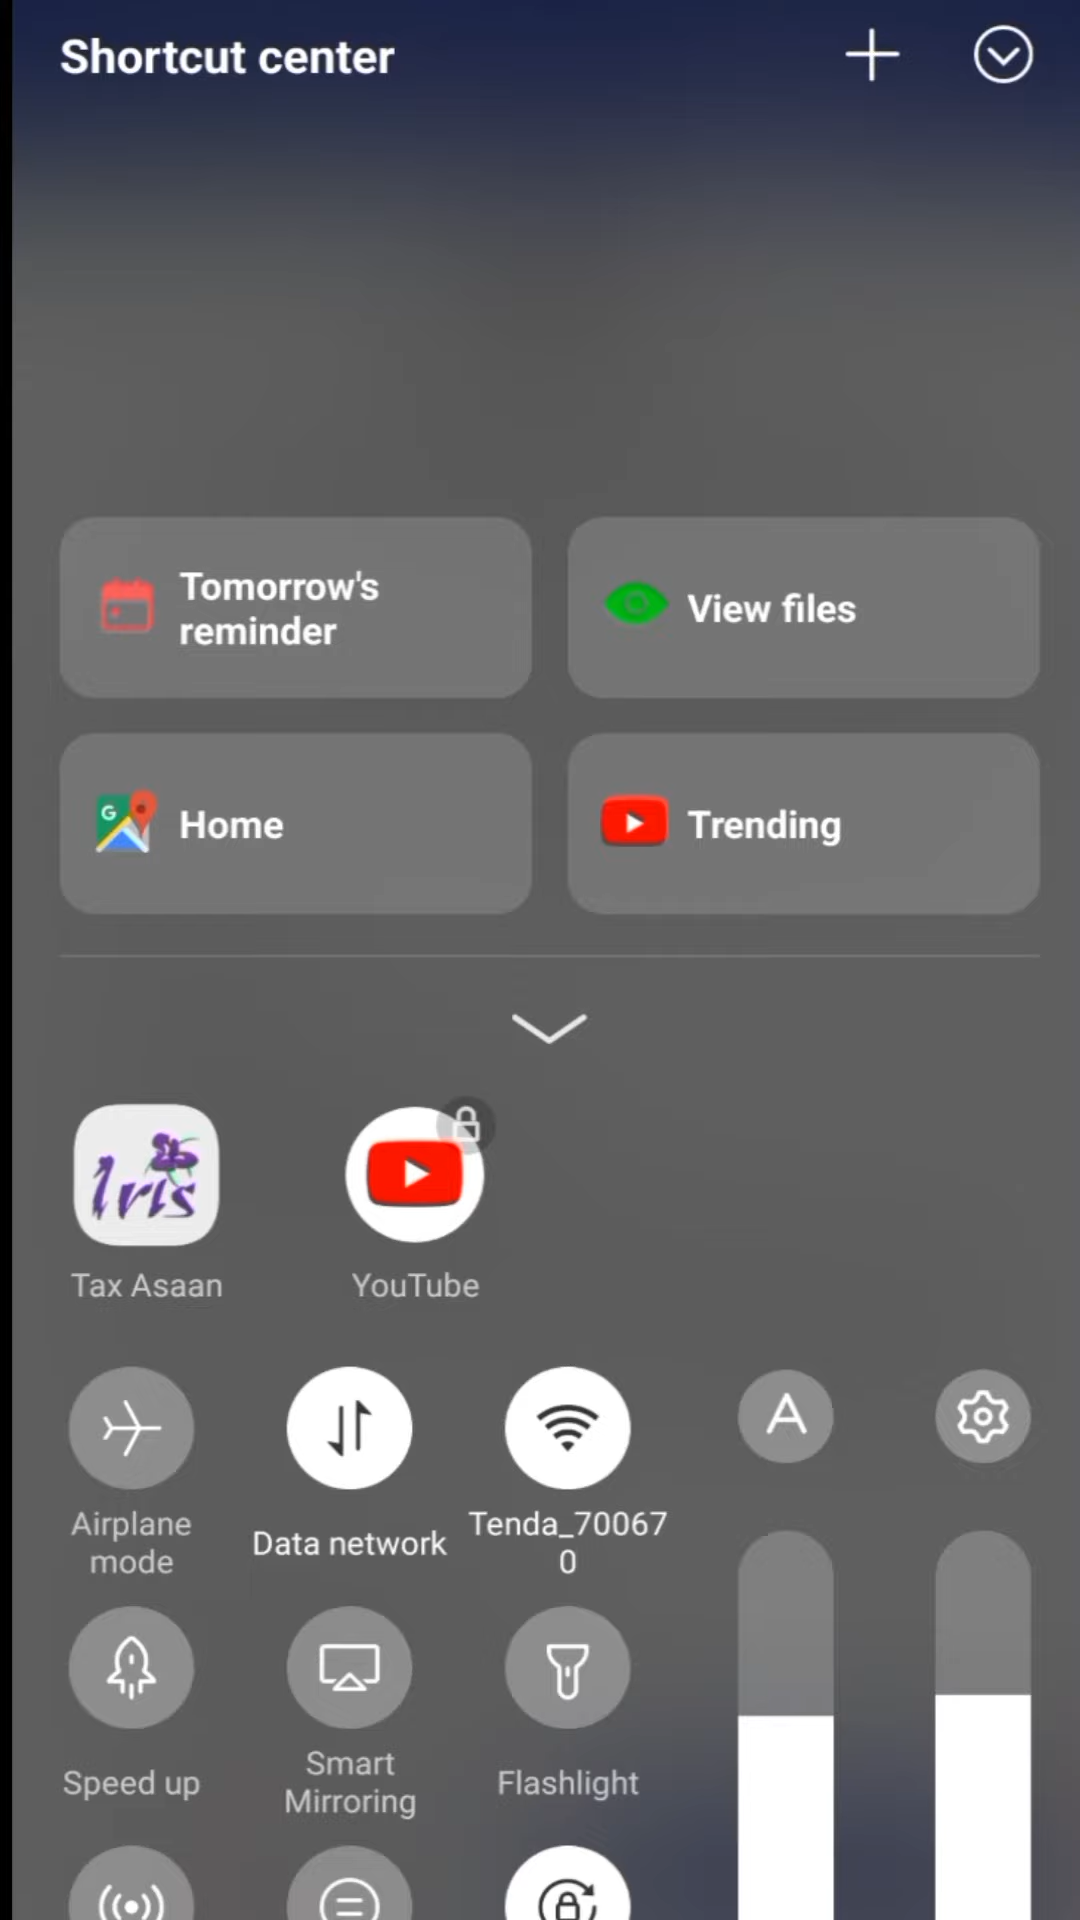 Shortcut center
Tomorrow's
reminder
View files
G
Home
Trending
Iris
Tax Asaan
YouTube
A
Airplane
mode
Data network
Tenda_70067
0
Speed up
Smart
Mirroring
Flashlight